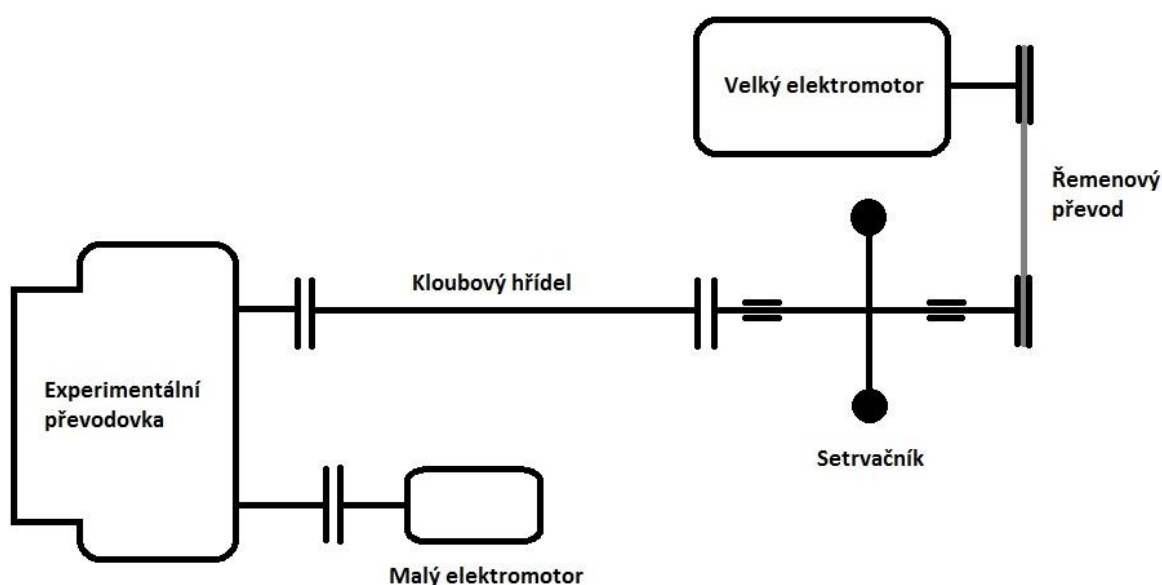 Velký elektromotor
Řemenový
převod
Kloubový hřídel
Experimentální
převodovka
Setrvačník
Malý elektromotor